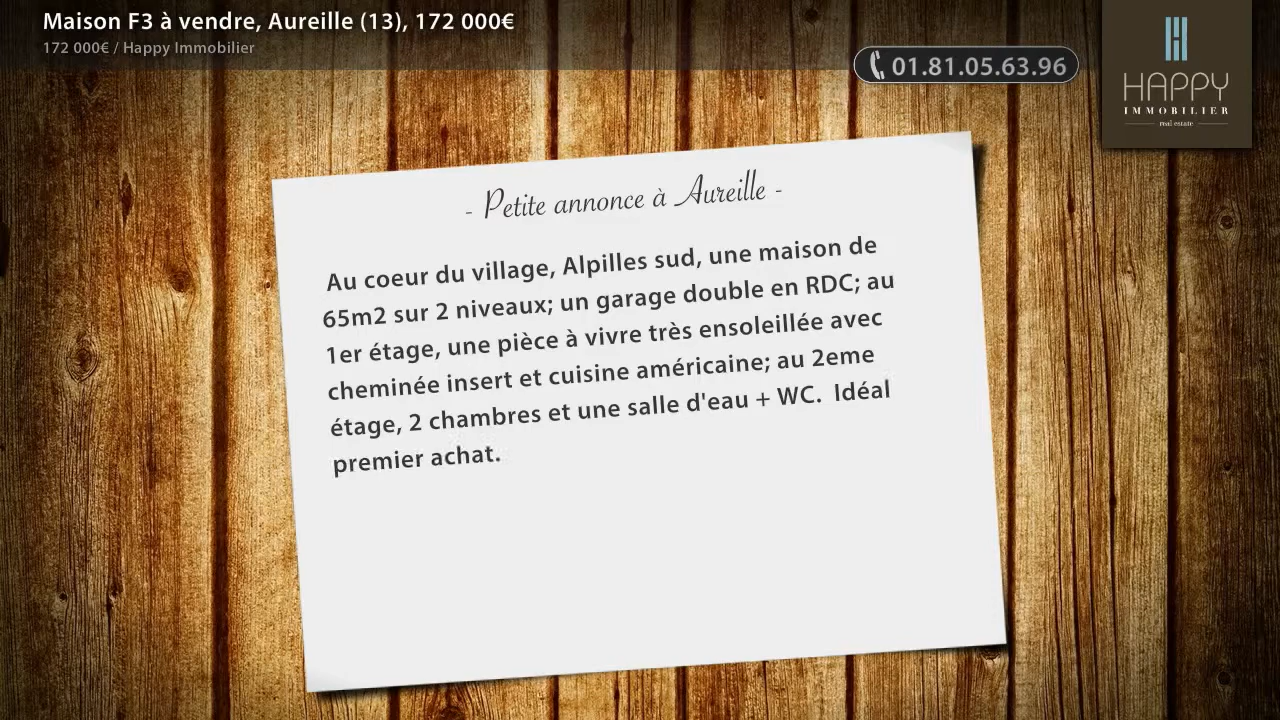 Maison F3 à vendre, Aureille (13), 172 000€
172 000€ / Happy Immobilier
01.81.05.63.96
HAPPY
IMMOBILIER
real estate
- Petite annonce à Aureille -
Au coeur du village, Alpilles sud, une maison de
65m2 sur 2 niveaux; un garage double en RDC; au
1er étage, une pièce à vivre très ensoleillée avec
cheminée insert et cuisine américaine; au 2eme
étage, 2 chambres et une salle d'eau + WC.  Idéal
premier achat.